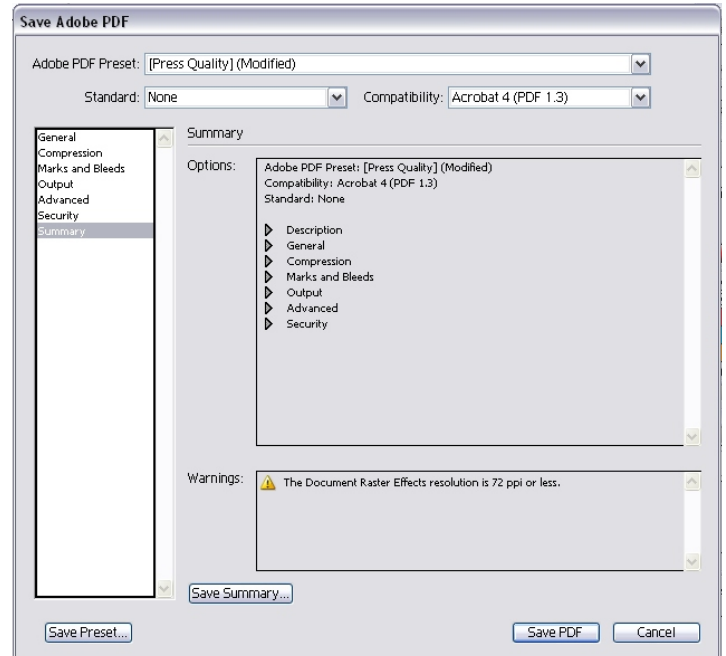 Save Adobe PDF
Adobe PDF Preset: [Press Quality] (Modified)
Standard: None
Compatibility: Acrobat 4 (PDF 1.3)
General
Compression
Marks and Bleeds
Output
Advanced
Security
Summary
Summary
Options:
Adobe PDF Preset: [Press Quality] (Modified)
Compatibility: Acrobat 4 (PDF 1.3)
Standard: None
Description
General
Compression
Marks and Bleeds
Output
Advanced
Security
Warnings:
The Document Raster Effects resolution is 72 ppi or less.
Save Summary...
Save Preset...
Save PDF
Cancel